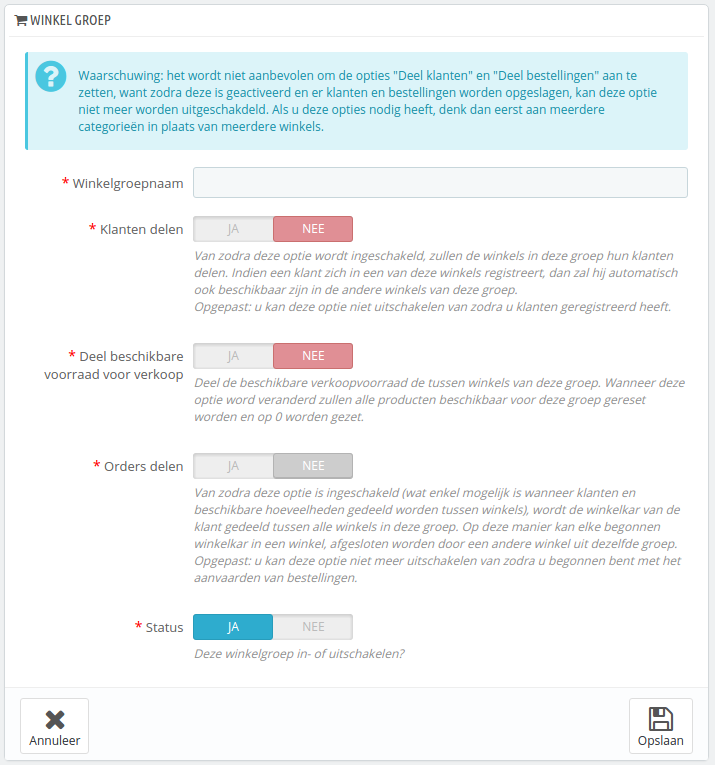 WINKEL GROEP
Waarschuwing: het wordt niet aanbevolen om de opties "Deel klanten" en "Deel bestellingen" aan te
zetten, want zodra deze is geactiveerd en er klanten en bestellingen worden opgeslagen, kan deze optie
niet meer worden uitgeschakdeld. Als u deze opties nodig heeft, denk dan eerst aan meerdere
categorieën in plaats van meerdere winkels.
* Winkelgroepnaam
* Klanten delen JA NEE
Van zodra deze optie wordt ingeschakeld, zullen de winkels in deze groep hun klanten
delen. Indien een klant zich in een van deze winkels registreert, dan zal hij automatisch
ook beschikbaar zijn in de andere winkels van deze groep.
Opgepast: u kan deze optie niet uitschakelen van zodra u klanten geregistreerd heeft.
* Deel beschikbare JA NEE
voorraad voor verkoop
Deel de beschikbare verkoopvoorraad de tussen winkels van deze groep. Wanneer deze
optie word veranderd zullen alle producten beschikbaar voor deze groep gereset
worden en op 0 worden gezet.
* Orders delen JA NEE
Van zodra deze optie is ingeschakeld (wat enkel mogelijk is wanneer klanten en
beschikbare hoeveelheden gedeeld worden tussen winkels), wordt de winkelkar van de
klant gedeeld tussen alle winkels in deze groep. Op deze manier kan elke begonnen
winkelkar in een winkel, afgesloten worden door een andere winkel uit dezelfde groep.
Opgepast: u kan deze optie niet meer uitschakelen van zodra u begonnen bent met het
aanvaarden van bestellingen.
* Status JA NEE
Deze winkelgroep in- of uitschakelen?
Annuleer Opslaan